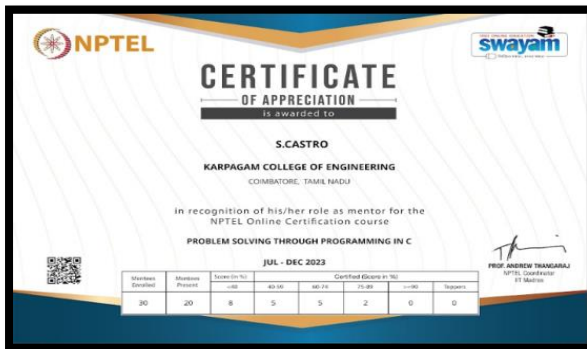 NPTEL
swayam
CERTIFICATE
OF APPRECIATION
is awarded to
S.CASTRO
KARPAGAM COLLEGE OF ENGINEERING
COIMBATORE, TAMIL NADU
in recognition of his/her role as mentor for the
NPTEL Online Certification course
PROBLEM SOLVING THROUGH PROGRAMMING IN C
JUL - DEC 2023
PROF. ANDREW THANGARAJ
NPTEL Coordinator
IIT Madras
Mentees Enrolled Mentees Present Score (in %) Certified (Score in %)
<40 40-59 60-74 75-89 >=90 Toppers
30 20 8 5 5 2 0 0